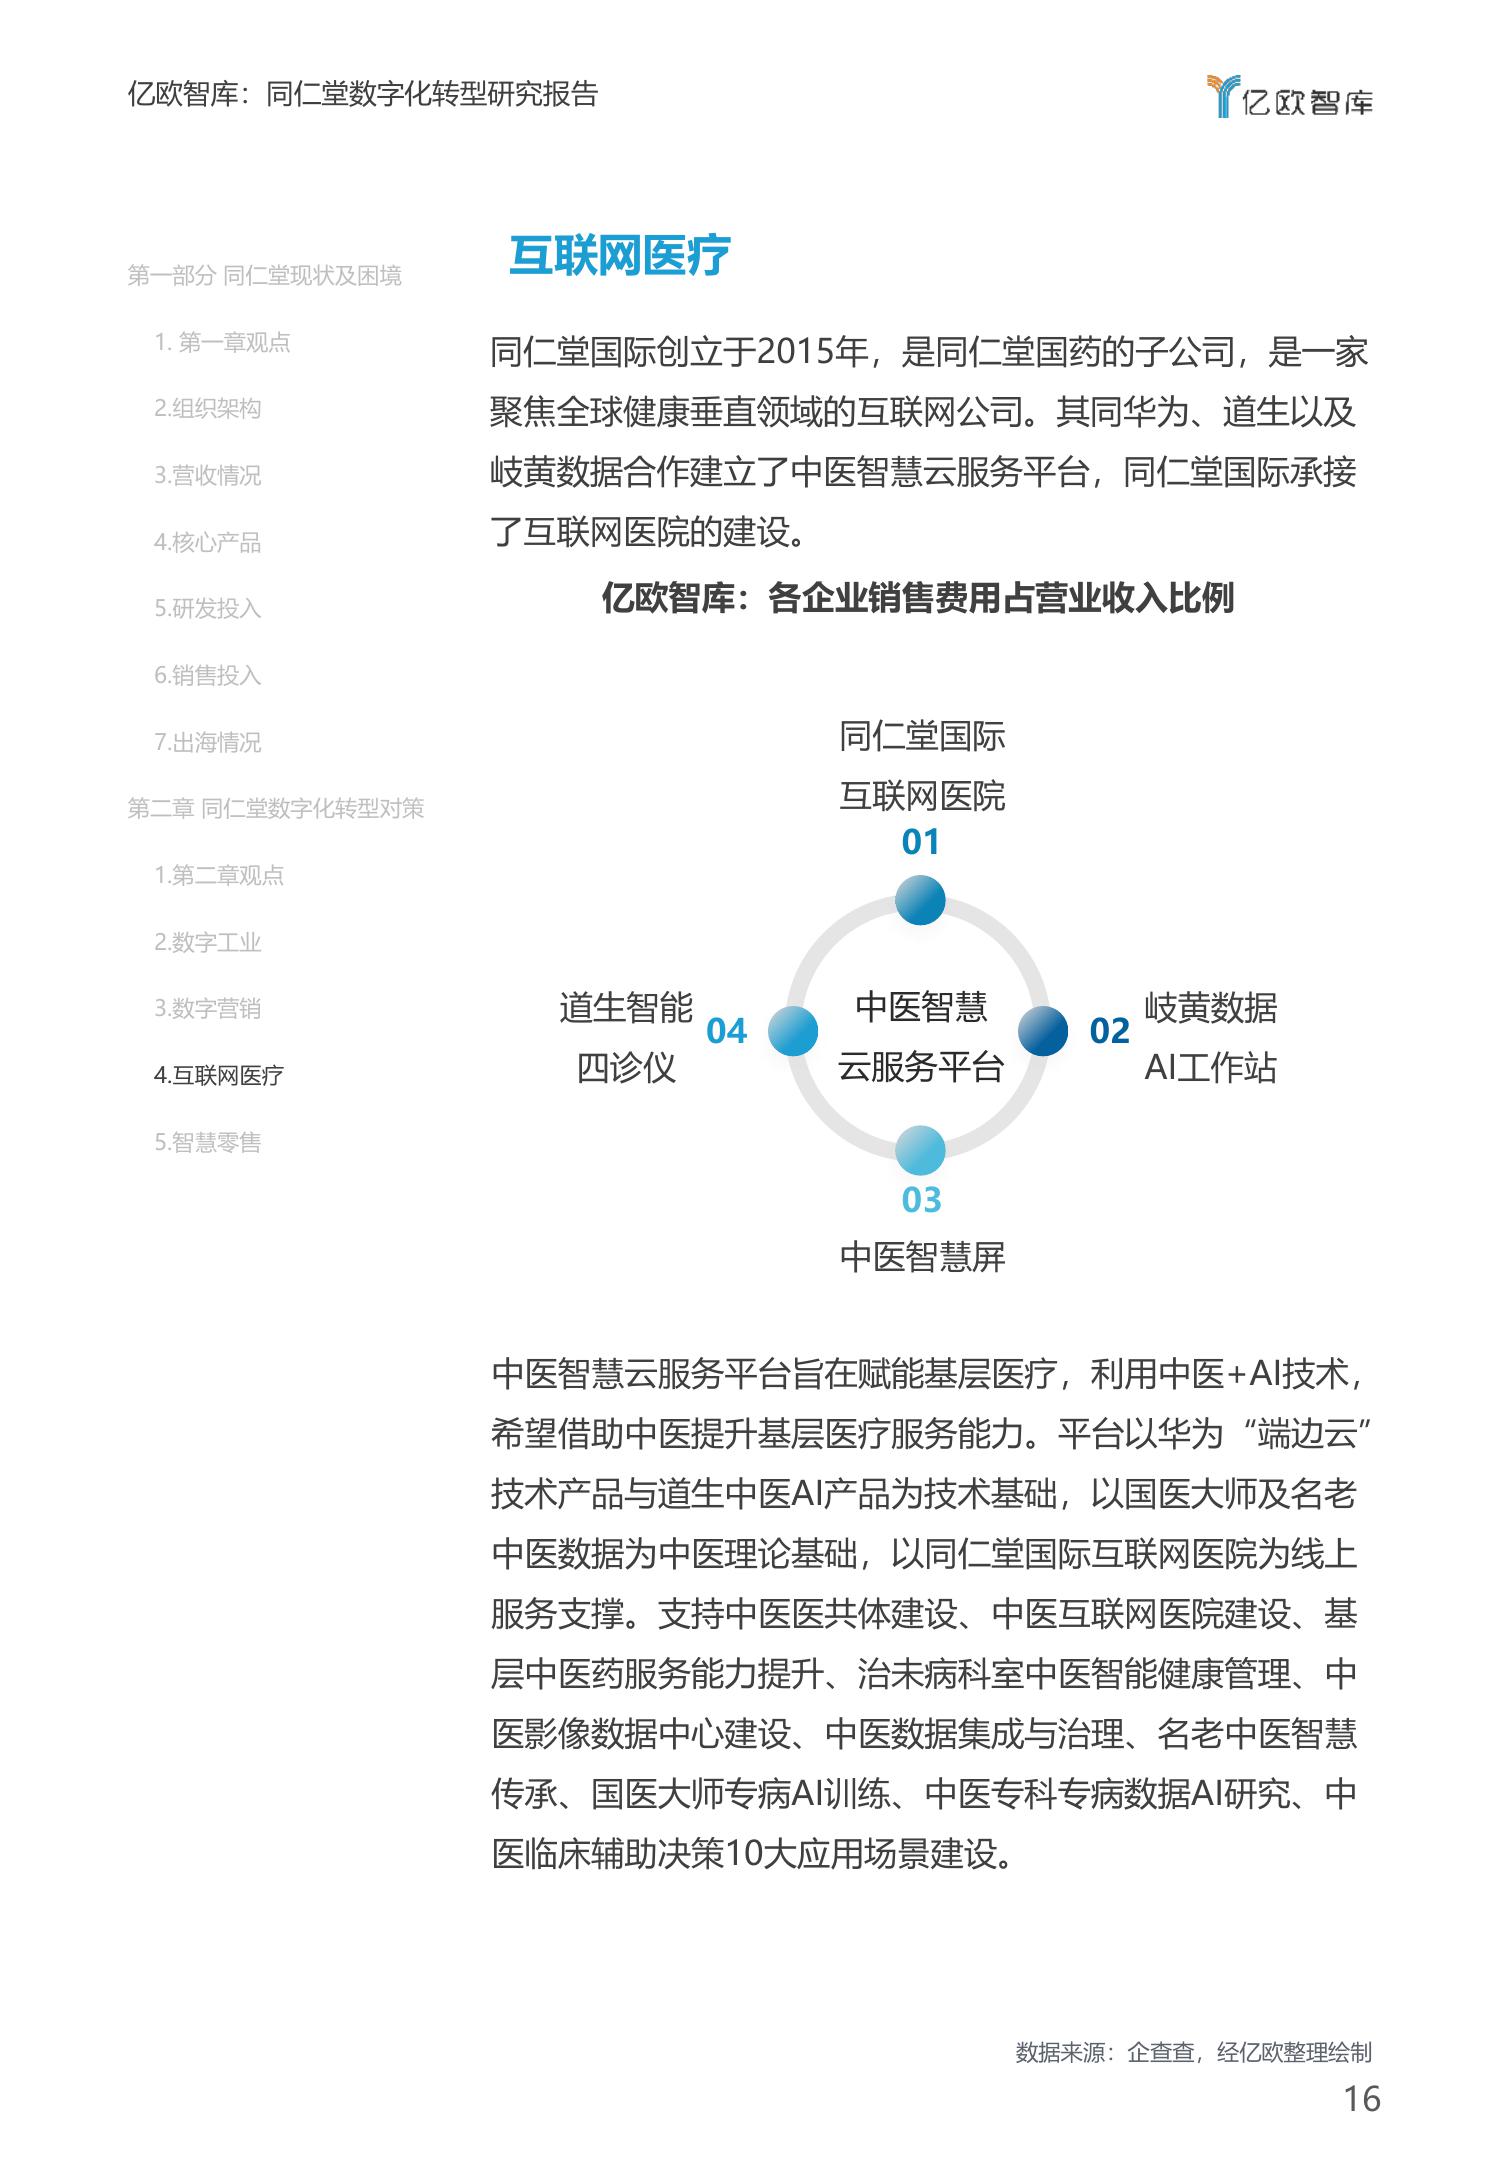 亿欧智库：同仁堂数字化转型研究报告
亿欧智库
第一部分 同仁堂现状及困境
1. 第一章观点
2.组织架构
3.营收情况
4.核心产品
5.研发投入
6.销售投入
7.出海情况
第二章 同仁堂数字化转型对策
1.第二章观点
2.数字工业
3.数字营销
4.互联网医疗
5.智慧零售
互联网医疗
同仁堂国际创立于2015年，是同仁堂国药的子公司，是一家
聚焦全球健康垂直领域的互联网公司。其同华为、道生以及
岐黄数据合作建立了中医智慧云服务平台，同仁堂国际承接
了互联网医院的建设。
亿欧智库：各企业销售费用占营业收入比例
同仁堂国际
互联网医院
01
道生智能
四诊仪
04
中医智慧
云服务平台
02
岐黄数据
AI工作站
03
中医智慧屏
中医智慧云服务平台旨在赋能基层医疗，利用中医+AI技术，
希望借助中医提升基层医疗服务能力。平台以华为“端边云”
技术产品与道生中医AI产品为技术基础，以国医大师及名老
中医数据为中医理论基础，以同仁堂国际互联网医院为线上
服务支撑。支持中医医共体建设、中医互联网医院建设、基
层中医药服务能力提升、治未病科室中医智能健康管理、中
医影像数据中心建设、中医数据集成与治理、名老中医智慧
传承、国医大师专病AI训练、中医专科专病数据AI研究、中
医临床辅助决策10大应用场景建设。
数据来源：企查查，经亿欧整理绘制
16